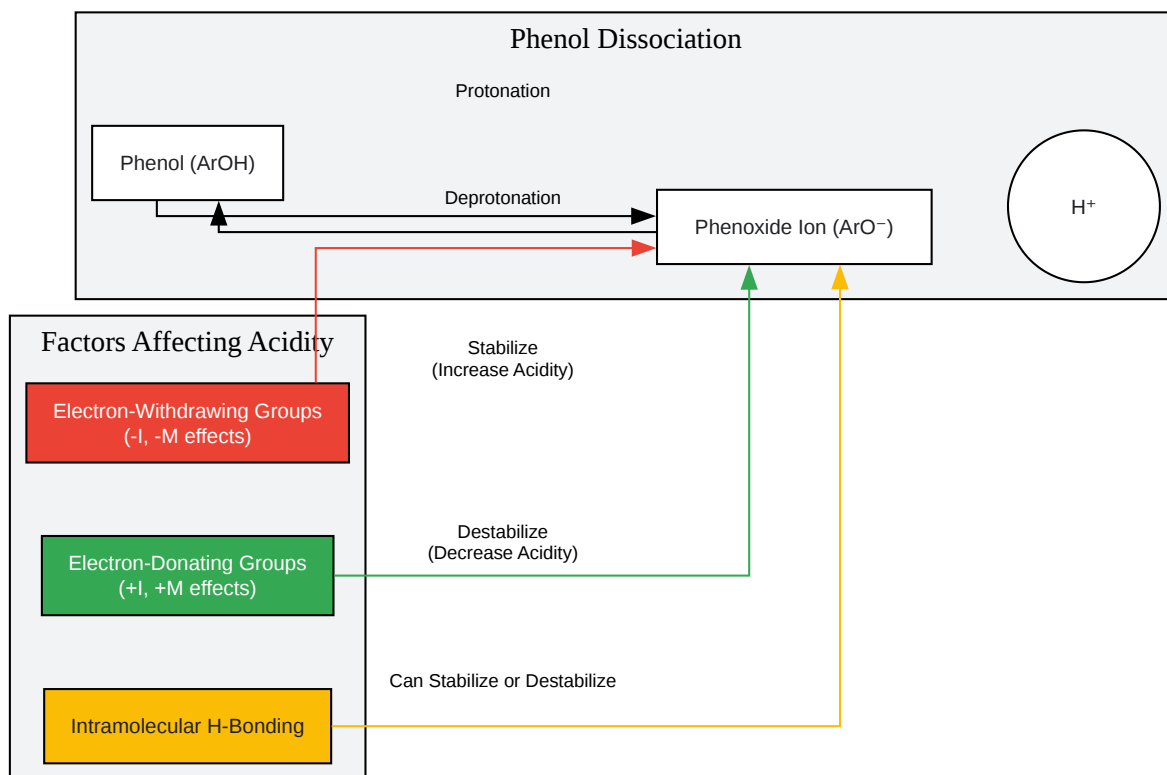 Phenol Dissociation
Protonation
Phenol (ArOH)
Deprotonation
Phenoxide Ion (ArO⁻)
H⁺
Factors Affecting Acidity
Stabilize
(Increase Acidity)
Electron-Withdrawing Groups
(-I, -M effects)
Destabilize
(Decrease Acidity)
Electron-Donating Groups
(+I, +M effects)
Can Stabilize or Destabilize
Intramolecular H-Bonding